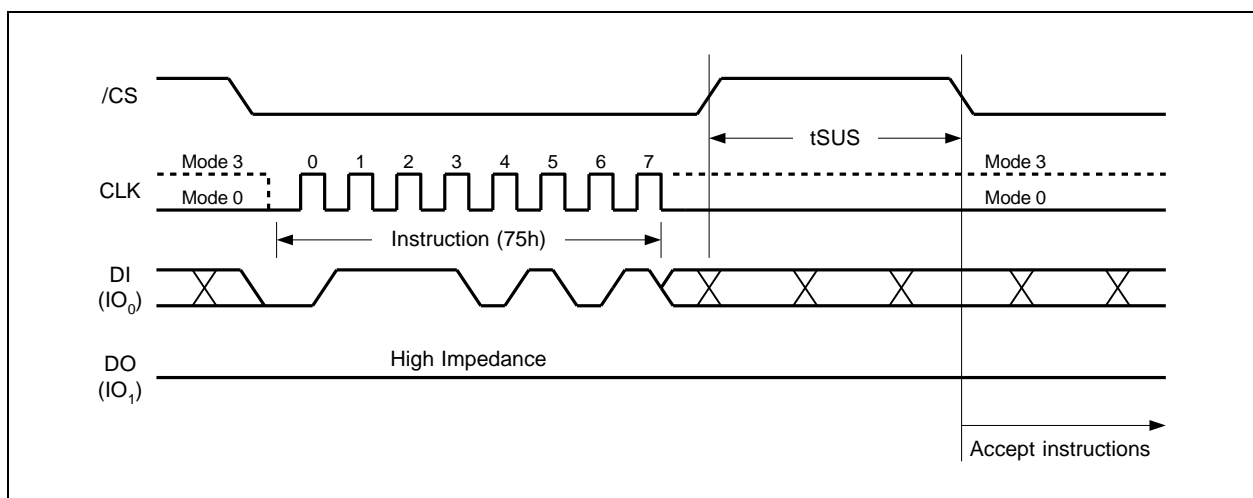 /CS
tSUS
Mode 3 0 1 2 3 4 5 6 7 Mode 3
CLK
Mode 0 Mode 0
Instruction (75h)
DI
(IO0)
High Impedance
DO
(IO1)
Accept instructions